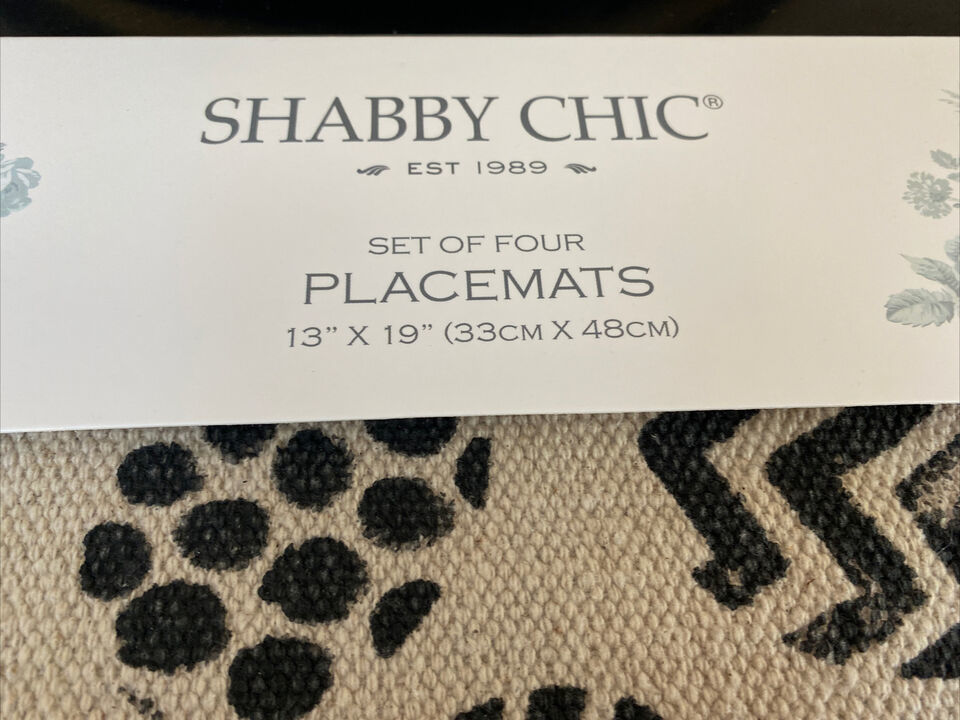 SHABBY CHIC®
EST 1989
SET OF FOUR
PLACEMATS
13” X 19” (33CM X 48CM)